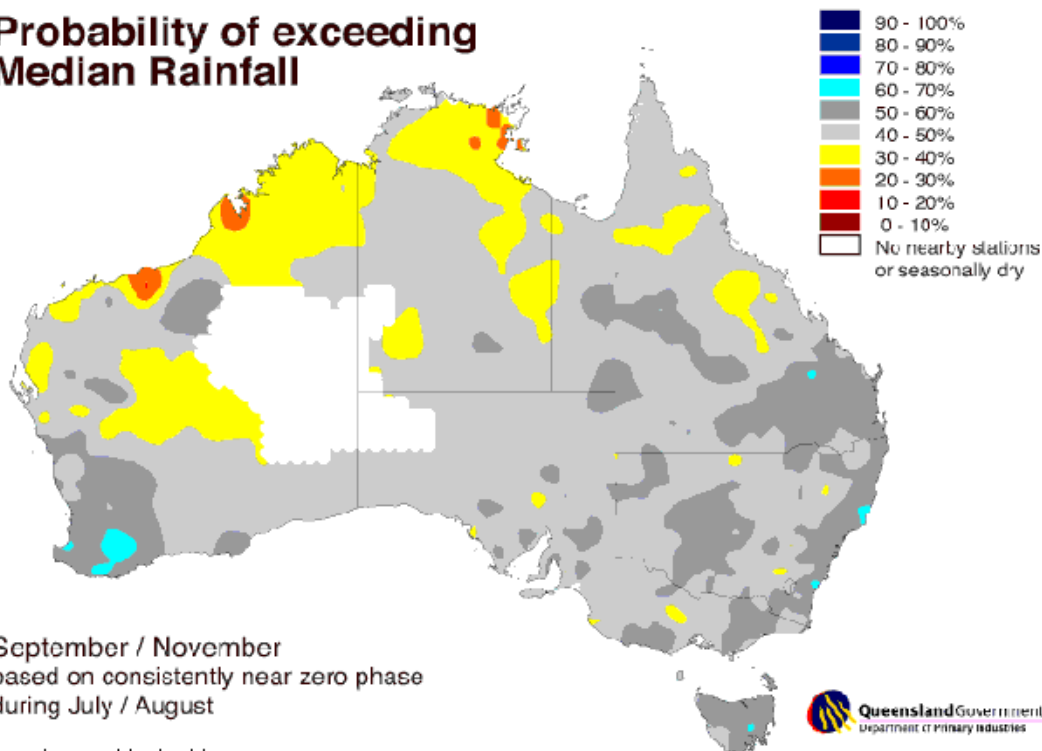 Probability of exceeding
Median Rainfall
90 - 100%
80 - 90%
70 - 80%
60 - 70%
50 - 60%
40 - 50%
30 - 40%
20 - 30%
10 - 20%
0 - 10%
No nearby stations
or seasonally dry
September / November
based on consistently near zero phase
during July / August
Queensland Government
Department of Primary Industries